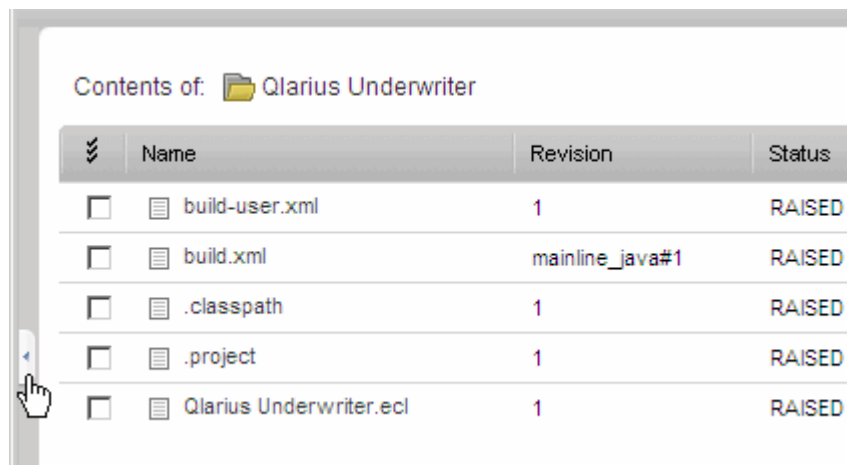 Contents of: Qlarius Underwriter
Name Revision Status
build-user.xml 1 RAISED
build.xml mainline_java#1 RAISED
.classpath 1 RAISED
.project 1 RAISED
Qlarius Underwriter.ecl 1 RAISED